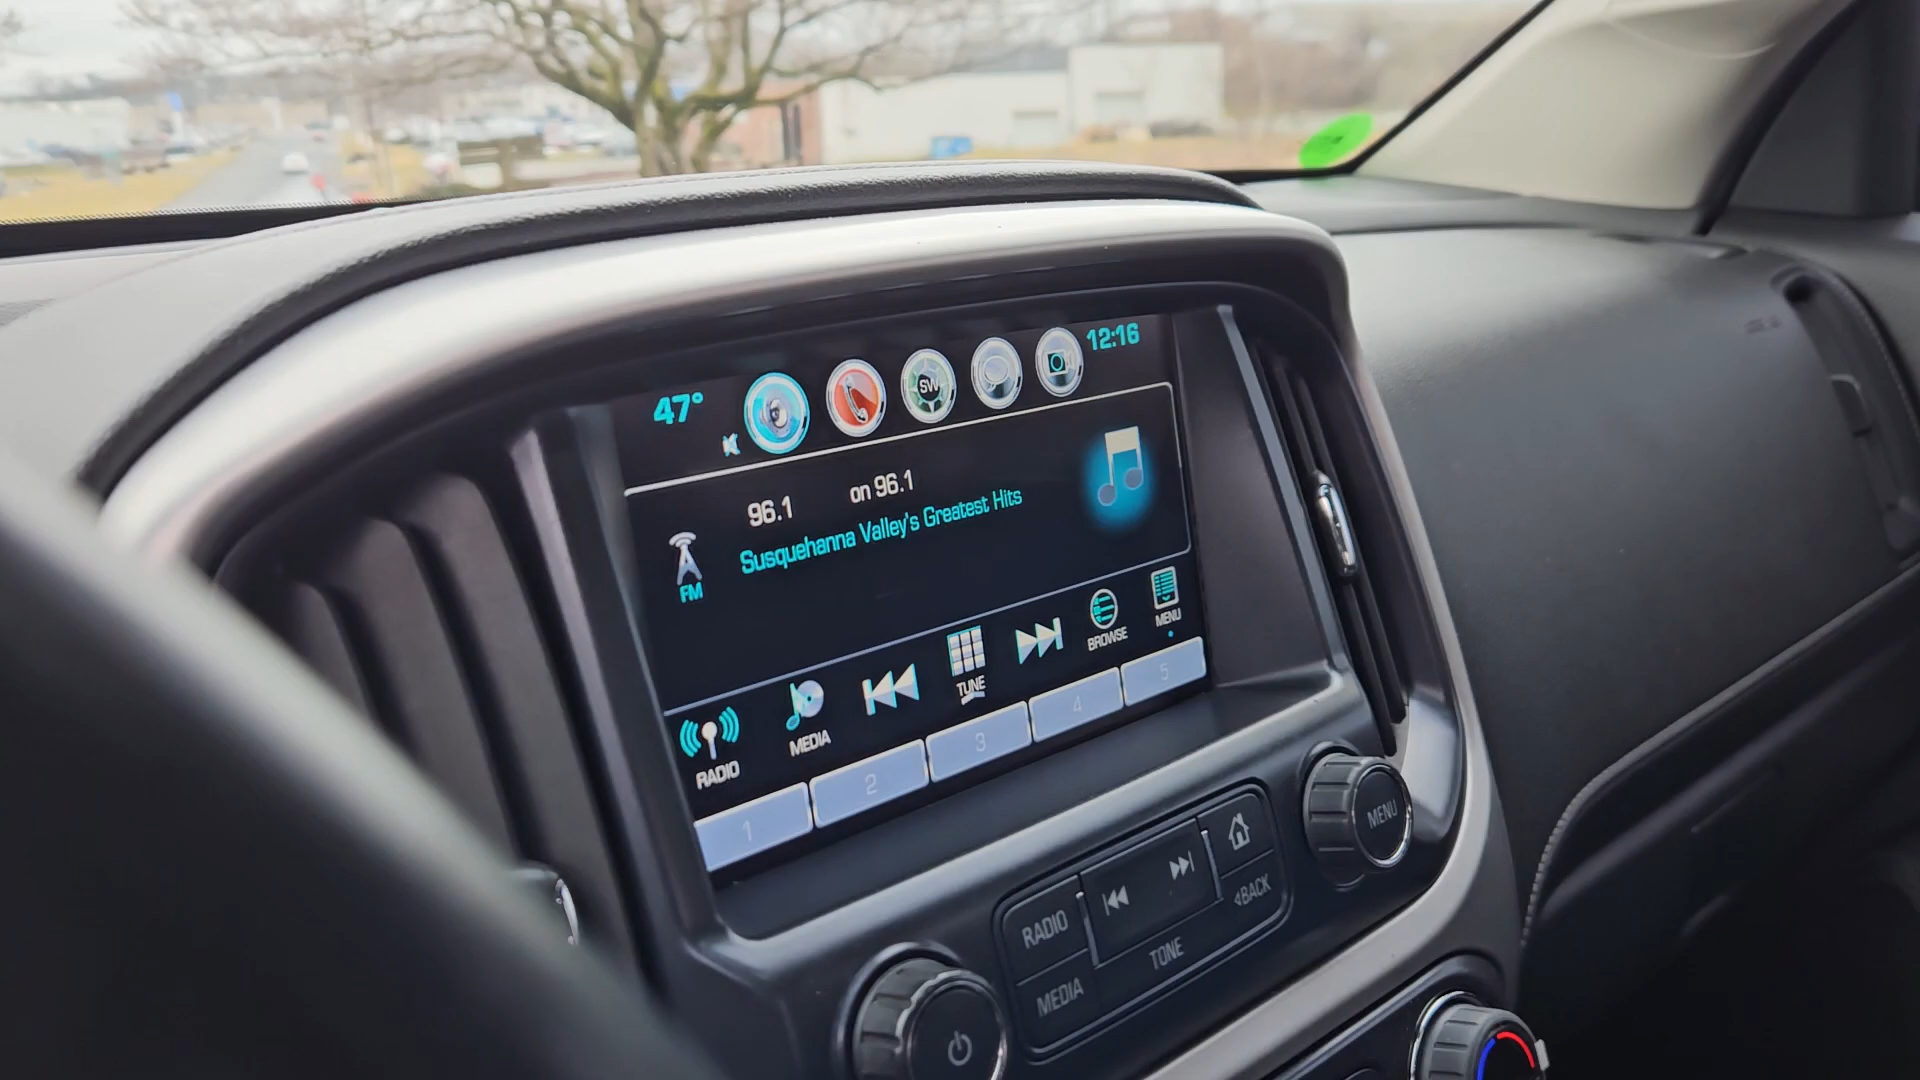 47°
SW
12:16
96.1
on 96.1
Susquehanna Valley's Greatest Hits
FM
RADIO
MEDIA
TUNE
BROWSE
MENU
1
2
3
4
5
RADIO
MEDIA
TONE
BACK
MENU